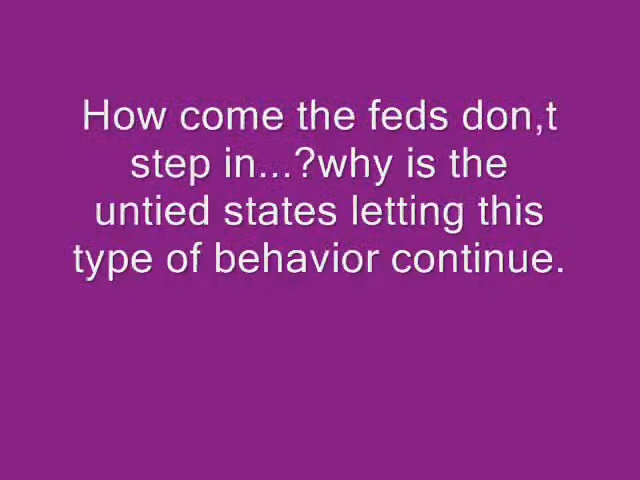 How come the feds don,t
step in...?why is the
untied states letting this
type of behavior continue.